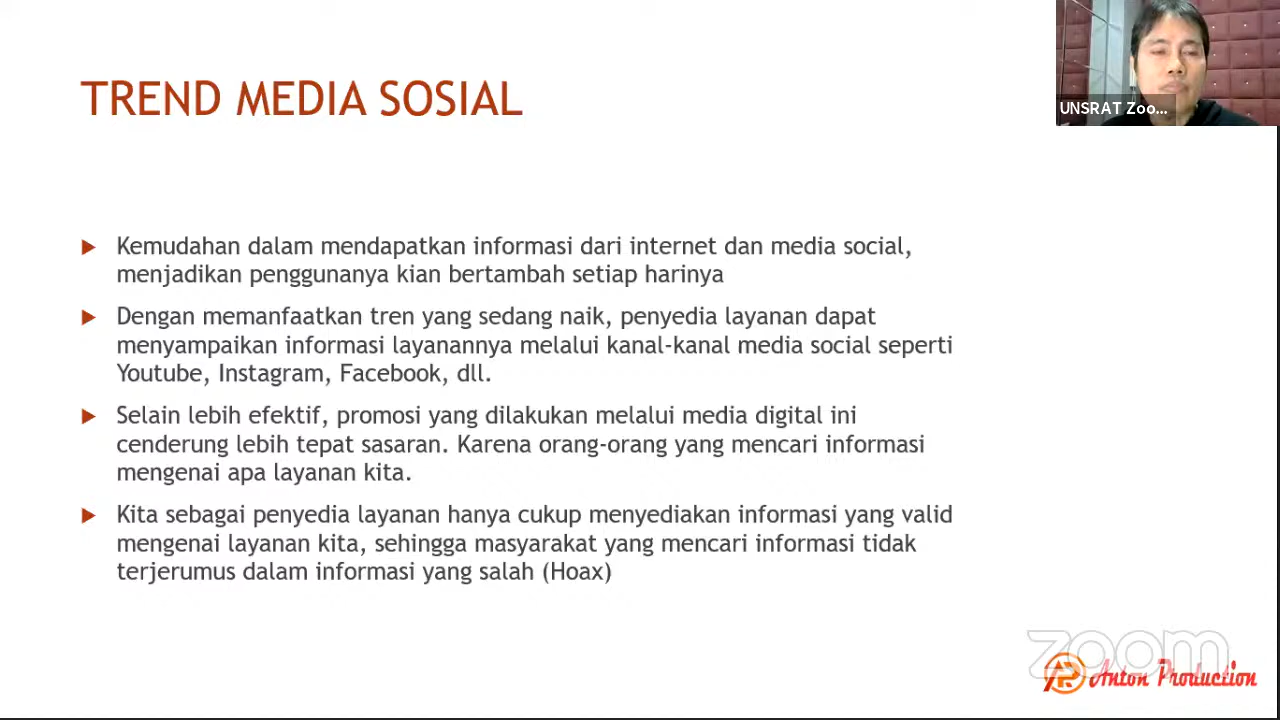 TREND MEDIA SOSIAL
UNSRAT Zoo...
Kemudahan dalam mendapatkan informasi dari internet dan media social,
menjadikan penggunanya kian bertambah setiap harinya
Dengan memanfaatkan tren yang sedang naik, penyedia layanan dapat
menyampaikan informasi layanannya melalui kanal-kanal media social seperti
Youtube, Instagram, Facebook, dll.
Selain lebih efektif, promosi yang dilakukan melalui media digital ini
cenderung lebih tepat sasaran. Karena orang-orang yang mencari informasi
mengenai apa layanan kita.
Kita sebagai penyedia layanan hanya cukup menyediakan informasi yang valid
mengenai layanan kita, sehingga masyarakat yang mencari informasi tidak
terjerumus dalam informasi yang salah (Hoax)
zoom
Anton Production